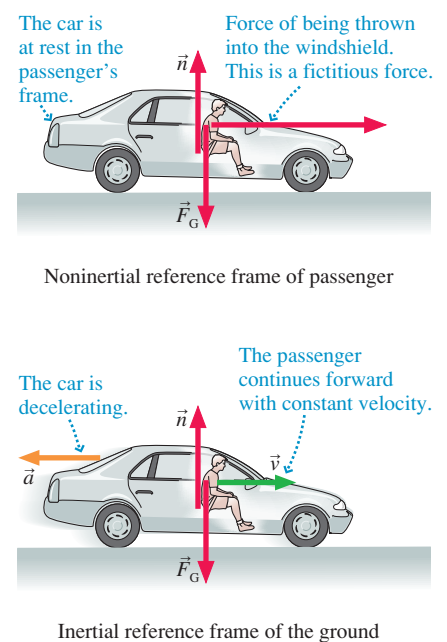 The car is
at rest in the
passenger's
frame.
Force of being thrown
into the windshield.
This is a fictitious force.
n⃗
F⃗G
Noninertial reference frame of passenger
The car is
decelerating.
The passenger
continues forward
with constant velocity.
n⃗
v⃗
a⃗
F⃗G
Inertial reference frame of the ground